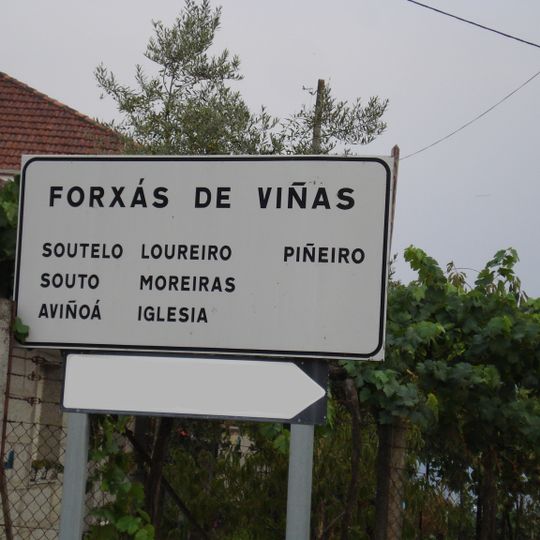 FORXÁS DE VIÑAS
SOUTELO LOUREIRO PIÑEIRO
SOUTO MOREIRAS
AVIÑOÁ IGLESIA